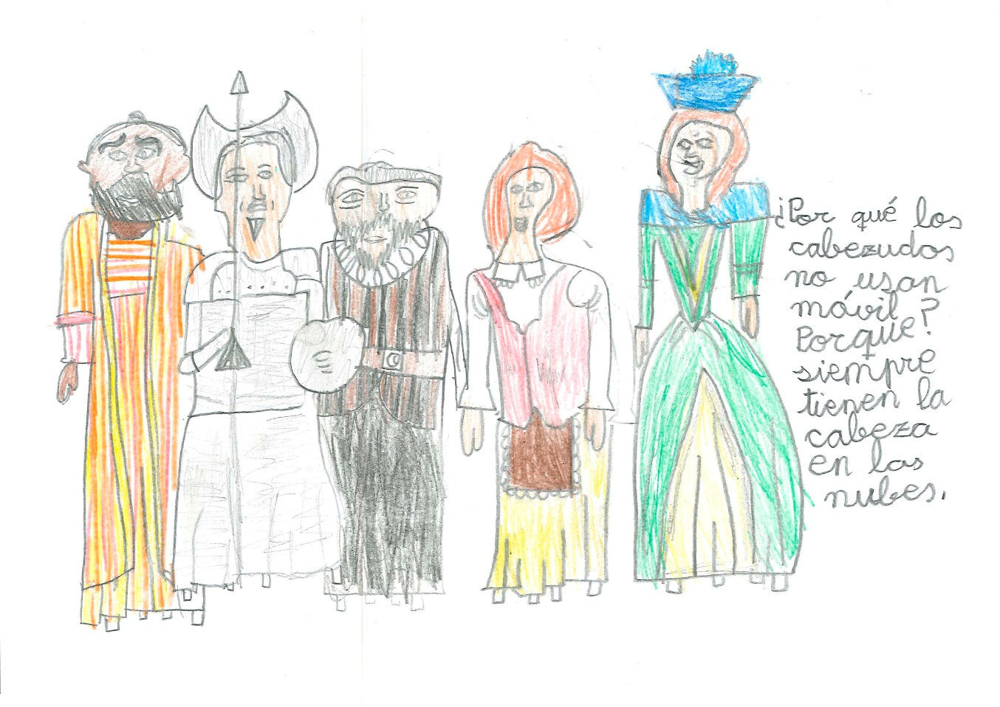 ¿Por qué los
cabezudos
no usan
móvil ?
Porque
siempre
tienen la
cabeza
en las
nubes.